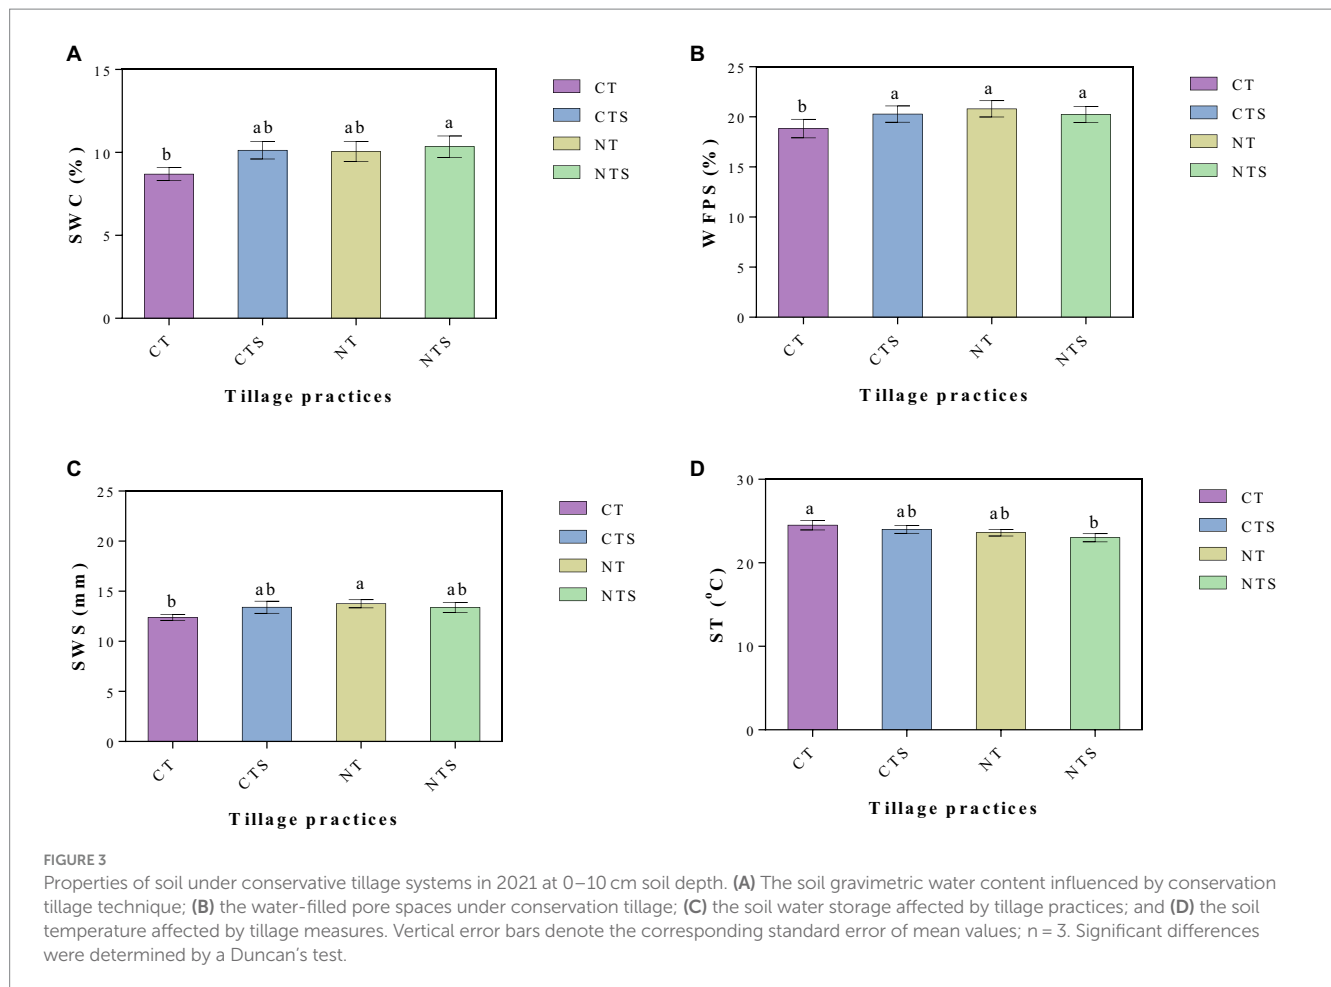 A
15
10
5
0
SWC (%)
b
ab
ab
a
CT
CTS
NT
NTS
Tillage practices
CT
CTS
NT
NTS
B
25
20
15
10
5
0
WFPS (%)
b
a
a
a
CT
CTS
NT
NTS
Tillage practices
CT
CTS
NT
NTS
C
25
20
15
10
5
0
SWS (mm)
b
ab
a
ab
CT
CTS
NT
NTS
Tillage practices
CT
CTS
NT
NTS
D
30
20
10
0
ST (°C)
a
ab
ab
b
CT
CTS
NT
NTS
Tillage practices
CT
CTS
NT
NTS
FIGURE 3
Properties of soil under conservative tillage systems in 2021 at 0–10 cm soil depth. (A) The soil gravimetric water content influenced by conservation
tillage technique; (B) the water-filled pore spaces under conservation tillage; (C) the soil water storage affected by tillage practices; and (D) the soil
temperature affected by tillage measures. Vertical error bars denote the corresponding standard error of mean values; n = 3. Significant differences
were determined by a Duncan's test.